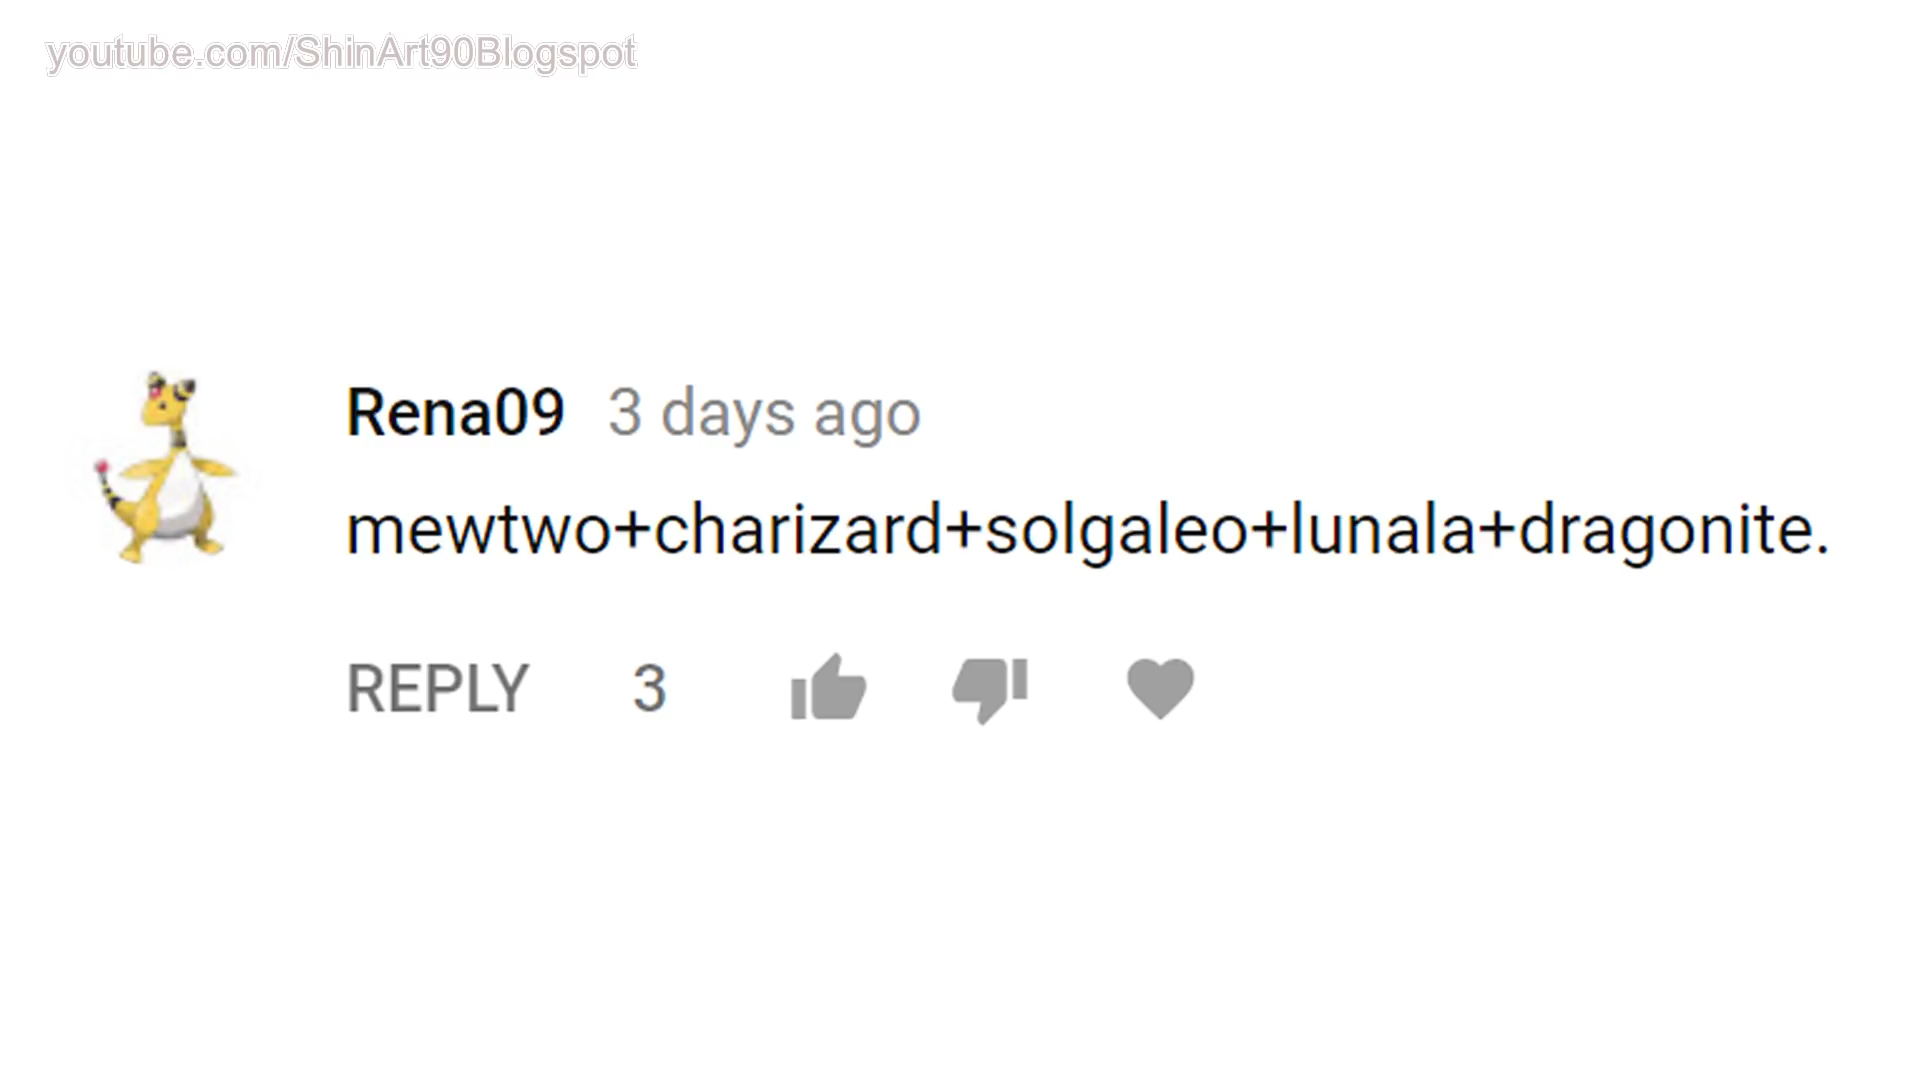 youtube.com/ShinArt90Blogspot
Rena09 3 days ago
mewtwo+charizard+solgaleo+lunala+dragonite.
REPLY 3